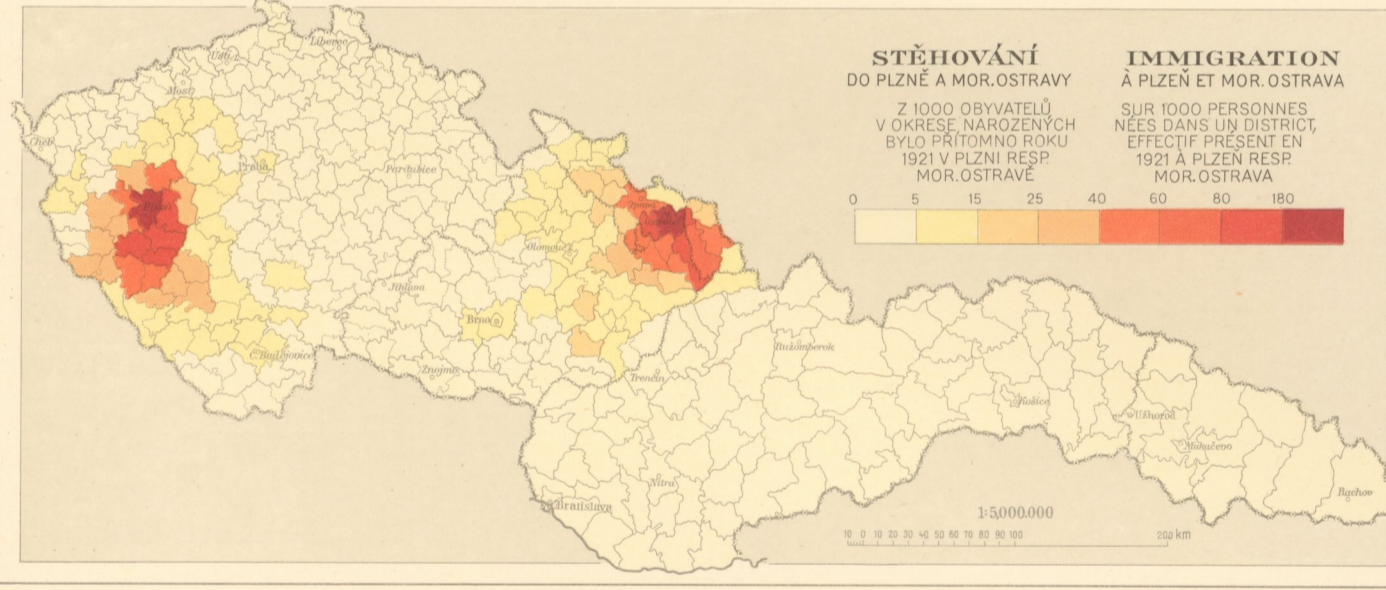 STĚHOVÁNÍ
DO PLZNĚ A MOR. OSTRAVY
Z 1000 OBYVATELŮ
V OKRESE NAROZENÝCH
BYLO PŘÍTOMNO ROKU
1921 V PLZNI RESP.
MOR. OSTRAVĚ
IMMIGRATION
À PLZEŇ ET MOR. OSTRAVA
SUR 1000 PERSONNES
NÉES DANS UN DISTRICT,
EFFECTIF PRÉSENT EN
1921 À PLZEŇ RESP.
MOR. OSTRAVA
0 5 15 25 40 60 80 180
Liberec
Ústí
Most
Cheb
Praha
Pardubice
Plzeň
Opava
Olomouc
Jihlava
Brno
Č. Budějovice
Znojmo
Trenčín
Ružomberok
Košice
Užhorod
Mukačevo
Nitra
Bratislava
Rachov
1:5,000.000
10 0 10 20 30 40 50 60 70 80 90 100 200 km